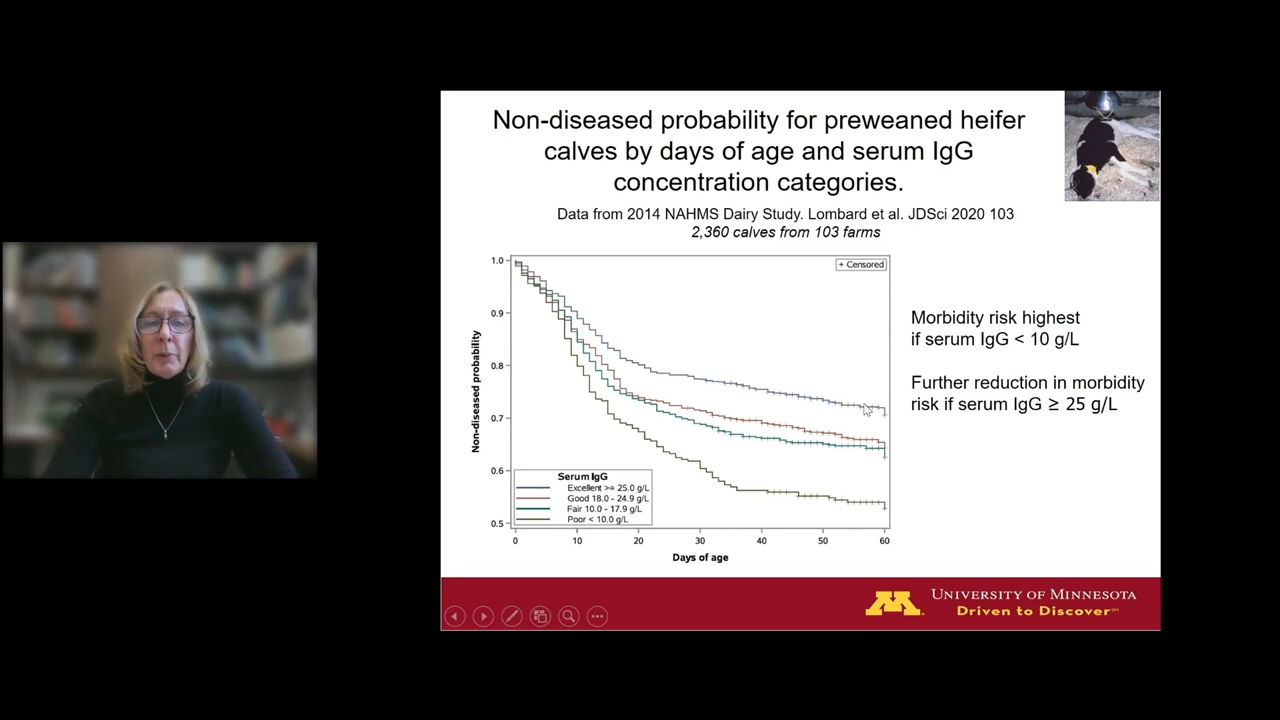 Non-diseased probability for preweaned heifer
calves by days of age and serum IgG
concentration categories.
Data from 2014 NAHMS Dairy Study. Lombard et al. JDSci 2020 103
2,360 calves from 103 farms
+ Censored
1.0
0.9
0.8
0.7
0.6
0.5
Non-diseased probability
Serum IgG
Excellent >= 25.0 g/L
Good 18.0 - 24.9 g/L
Fair 10.0 - 17.9 g/L
Poor < 10.0 g/L
0 10 20 30 40 50 60
Days of age
Morbidity risk highest
if serum IgG < 10 g/L
Further reduction in morbidity
risk if serum IgG ≥ 25 g/L
M
UNIVERSITY OF MINNESOTA
Driven to Discover℠